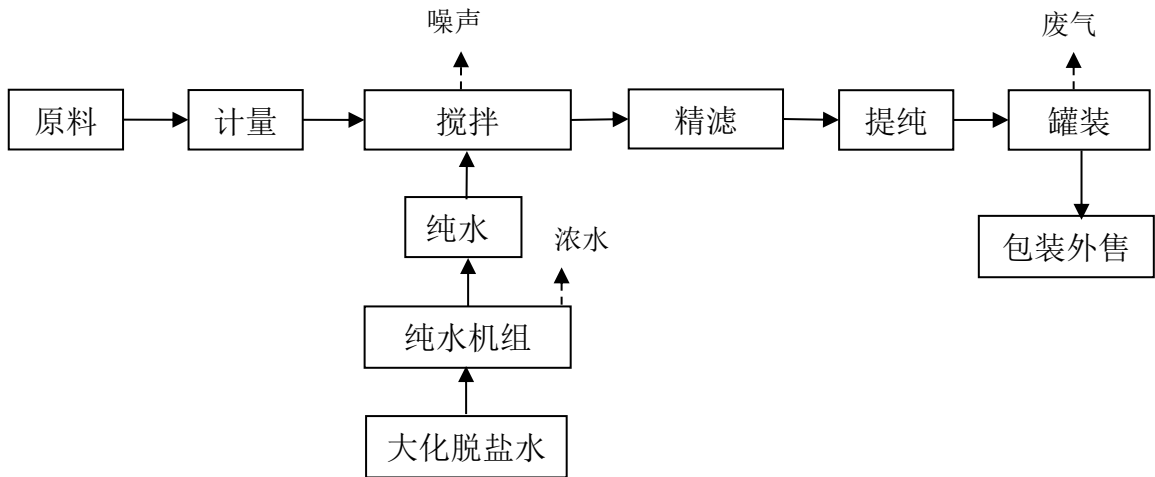 噪声
废气
原料
计量
搅拌
精滤
提纯
罐装
纯水
浓水
包装外售
纯水机组
大化脱盐水